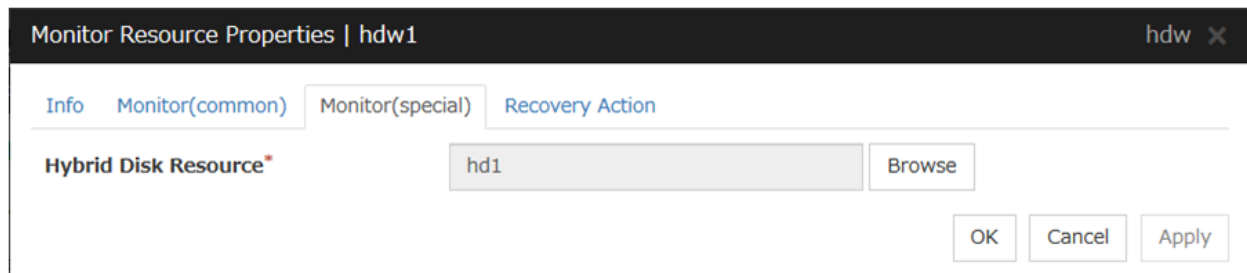 Monitor Resource Properties | hdw1 hdw ×
Info Monitor(common) Monitor(special) Recovery Action
Hybrid Disk Resource* hd1 Browse
OK Cancel Apply